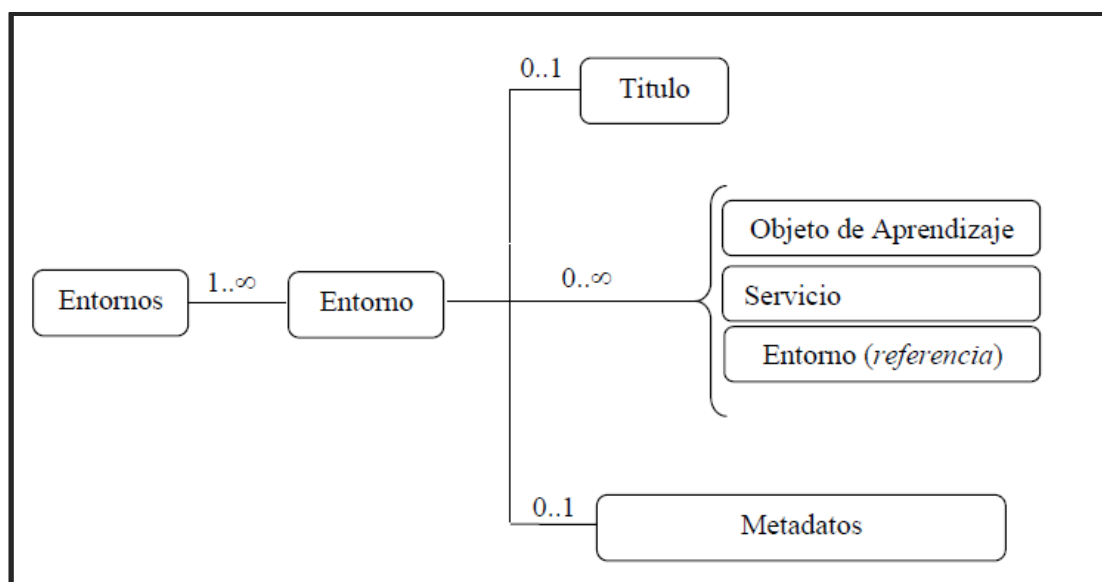 0..1
Titulo
Objeto de Aprendizaje
Entornos
1..∞
Entorno
0..∞
Servicio
Entorno (referencia)
0..1
Metadatos